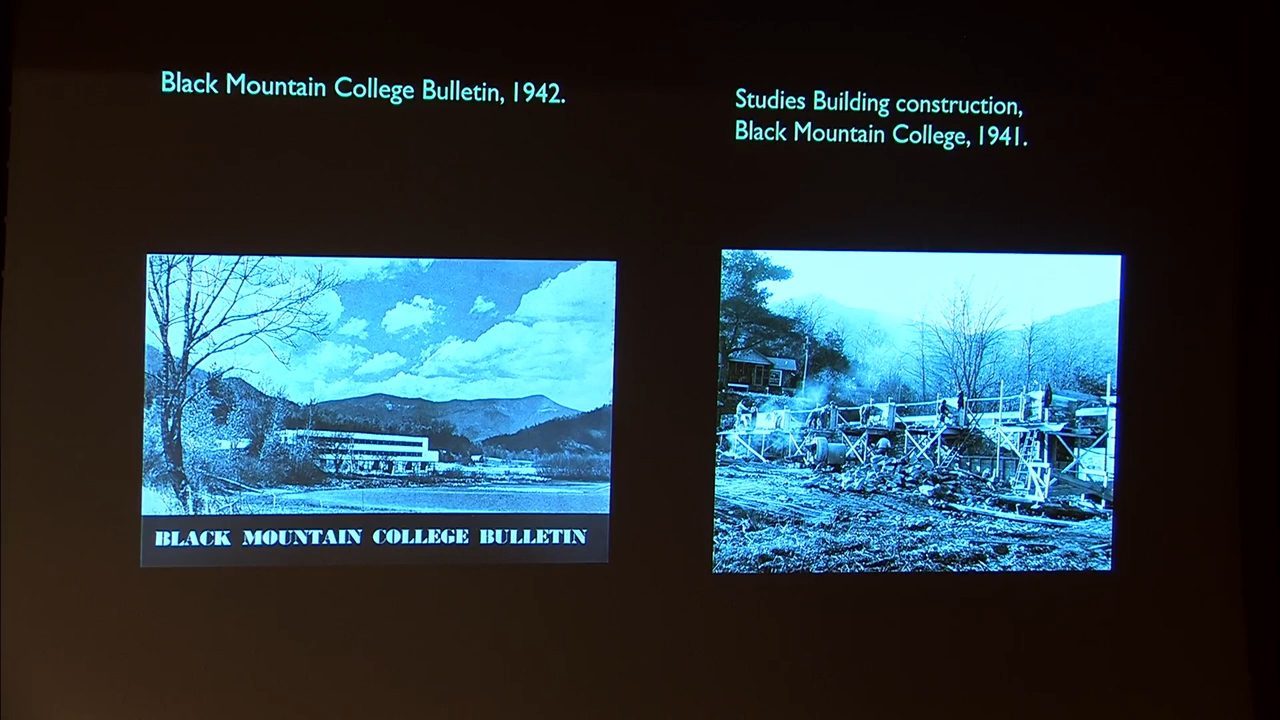 Black Mountain College Bulletin, 1942.
Studies Building construction,
Black Mountain College, 1941.
BLACK MOUNTAIN COLLEGE BULLETIN